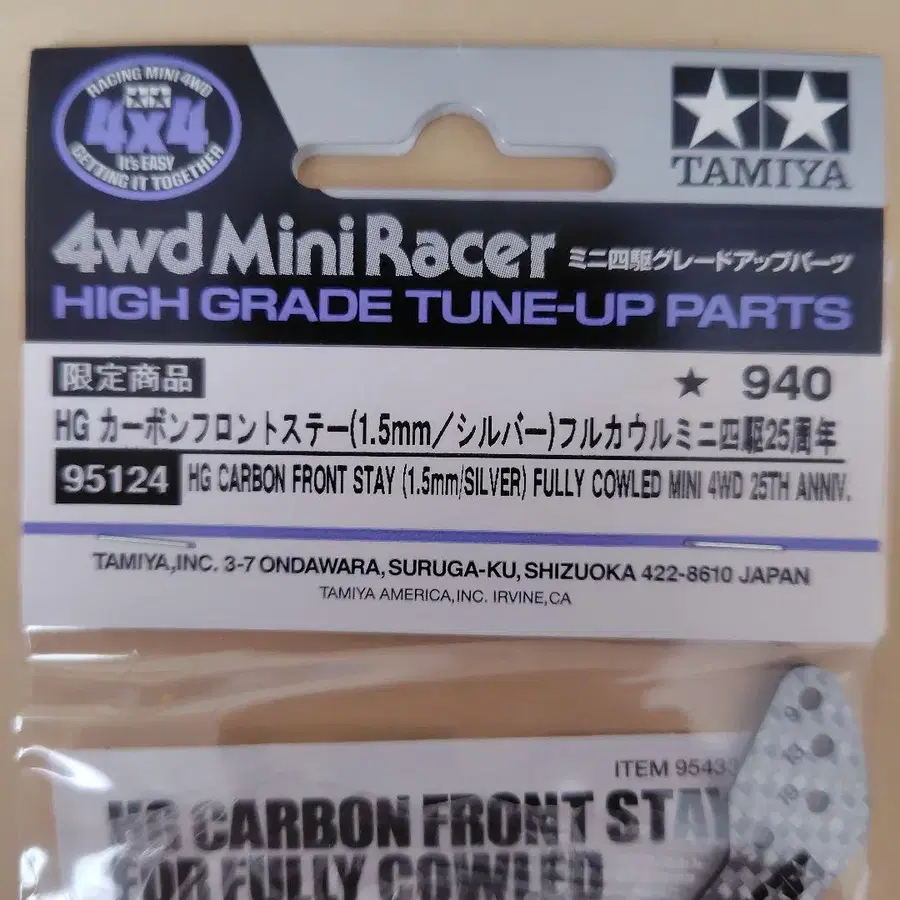 RACING MINI 4WD
4x4
It's EASY
GETTING IT TOGETHER
TAMIYA
4wd Mini Racer ミニ四駆グレードアップパーツ
HIGH GRADE TUNE-UP PARTS
限定商品 ★ 940
HG カーボンフロントステー(1.5mm/シルバー)フルカウルミニ四駆25周年
95124 HG CARBON FRONT STAY (1.5mm/SILVER) FULLY COWLED MINI 4WD 25TH ANNIV.
TAMIYA,INC. 3-7 ONDAWARA, SURUGA-KU, SHIZUOKA 422-8610 JAPAN
TAMIYA AMERICA,INC. IRVINE,CA
9
13
ITEM 9543
HG CARBON FRONT STAY
FOR FULLY COWLED